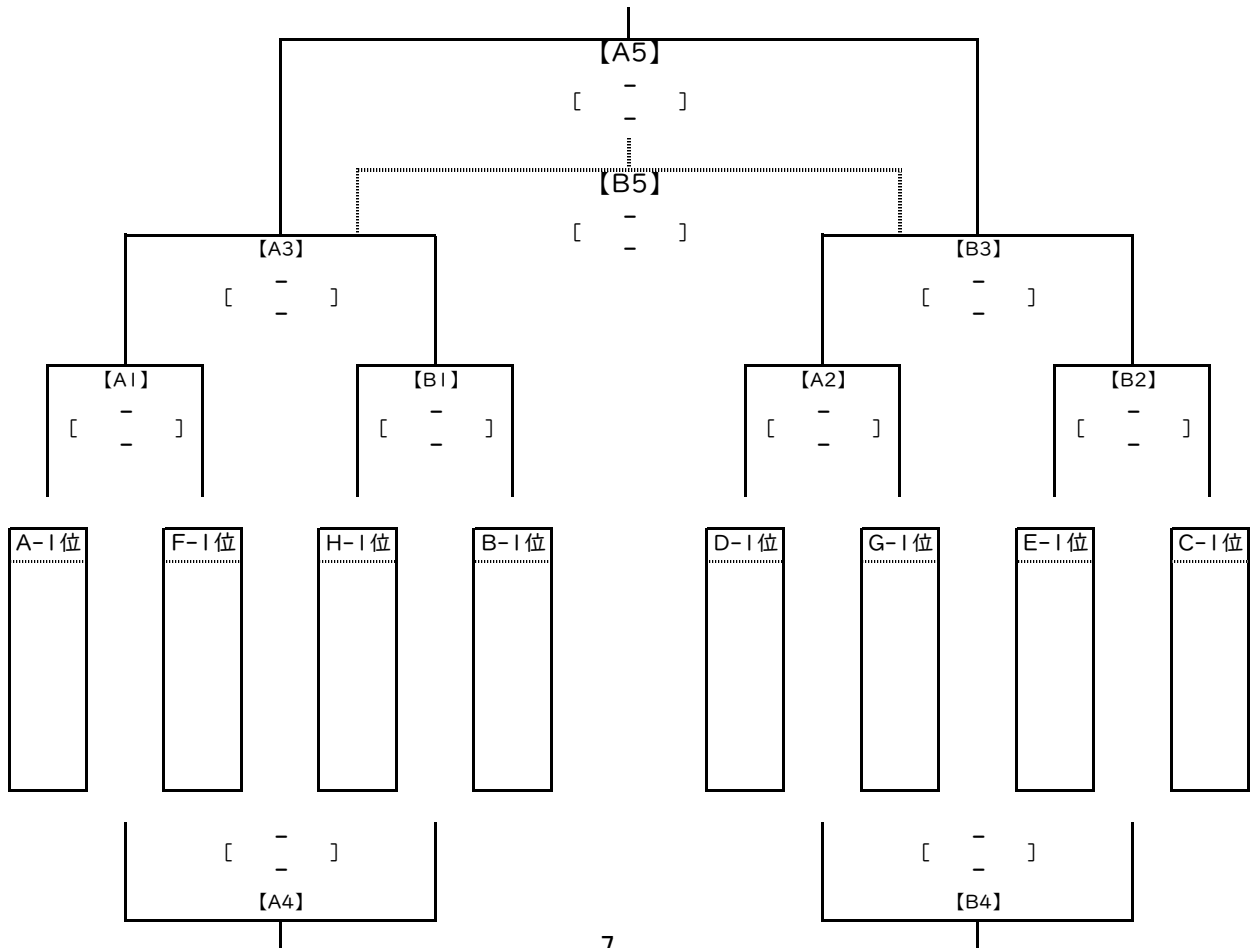 【A5】
–
[ ]
–
【B5】
–
[ ]
–
【A3】 【B3】
– –
[ ] [ ]
– –
【A1】 【B1】 【A2】 【B2】
– – – –
[ ] [ ] [ ] [ ]
– – – –
A-1位 F-1位 H-1位 B-1位 D-1位 G-1位 E-1位 C-1位
– –
[ ] [ ]
– –
【A4】 【B4】
7